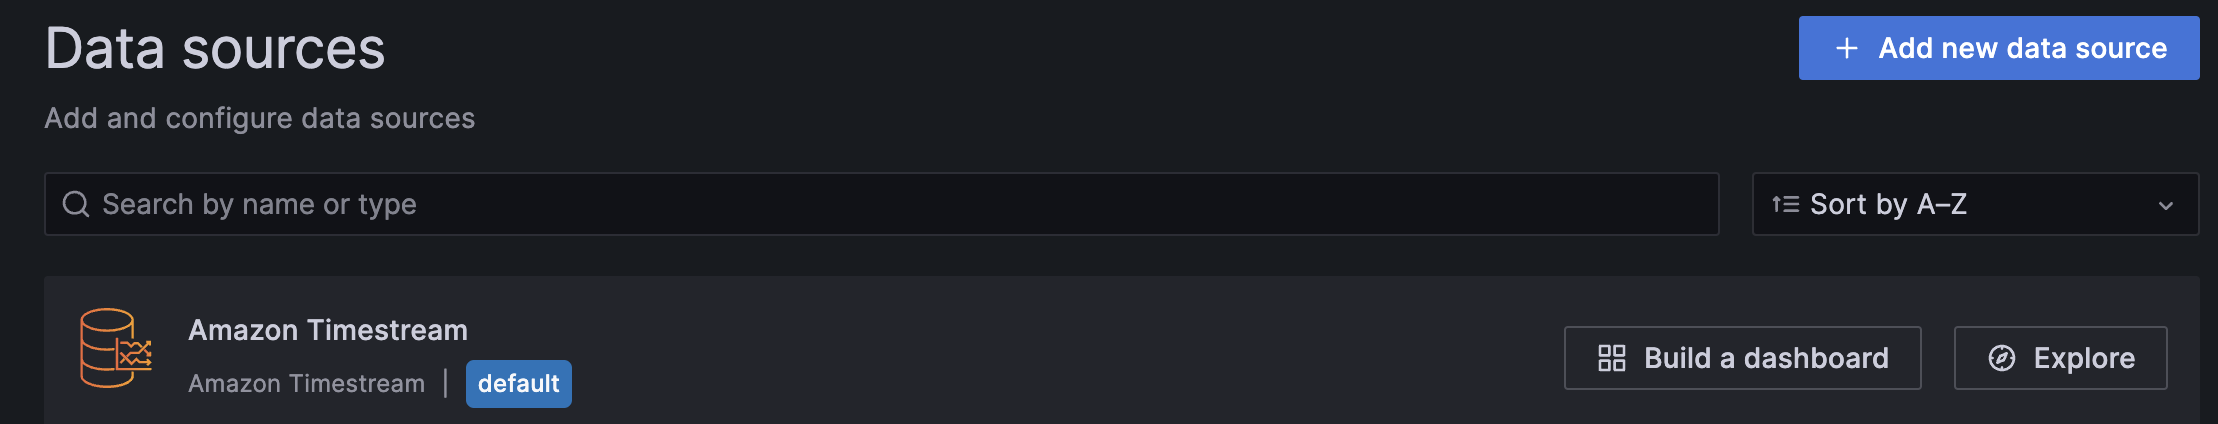 Data sources
Add new data source
Add and configure data sources
Search by name or type
Sort by A–Z
Amazon Timestream
Amazon Timestream | default
Build a dashboard
Explore